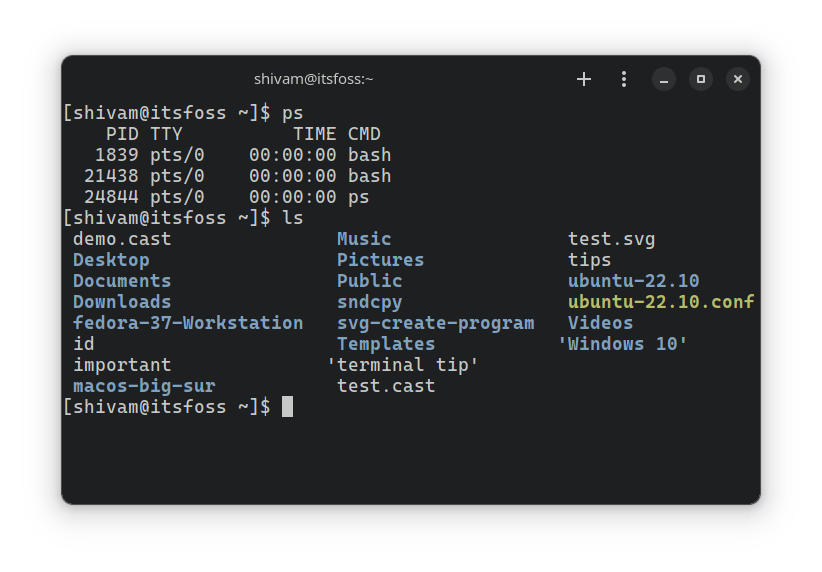 shivam@itsfoss:~
[shivam@itsfoss ~]$ ps
    PID TTY          TIME CMD
   1839 pts/0    00:00:00 bash
  21438 pts/0    00:00:00 bash
  24844 pts/0    00:00:00 ps
[shivam@itsfoss ~]$ ls
 demo.cast               Music                test.svg
 Desktop                 Pictures             tips
 Documents               Public               ubuntu-22.10
 Downloads               sndcpy               ubuntu-22.10.conf
 fedora-37-Workstation   svg-create-program   Videos
 id                      Templates           'Windows 10'
 important              'terminal tip'
 macos-big-sur           test.cast
[shivam@itsfoss ~]$